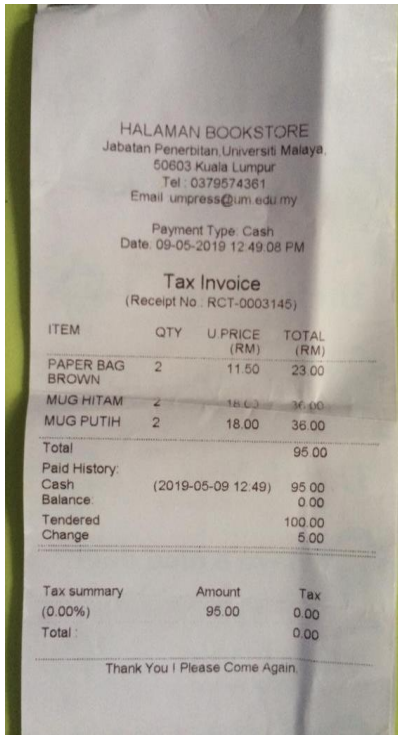 HALAMAN BOOKSTORE
Jabatan Penerbitan,Universiti Malaya,
50603 Kuala Lumpur
Tel : 0379574361
Email umpress@um.edu.my
Payment Type: Cash
Date. 09-05-2019 12:49:08 PM
Tax Invoice
(Receipt No.: RCT-0003145)
ITEM QTY U.PRICE TOTAL
(RM) (RM)
PAPER BAG 2 11.50 23.00
BROWN
MUG HITAM 2 18.00 36.00
MUG PUTIH 2 18.00 36.00
Total 95.00
Paid History:
Cash (2019-05-09 12:49) 95.00
Balance: 0.00
Tendered 100.00
Change 5.00
Tax summary Amount Tax
(0.00%) 95.00 0.00
Total : 0.00
Thank You ! Please Come Again.